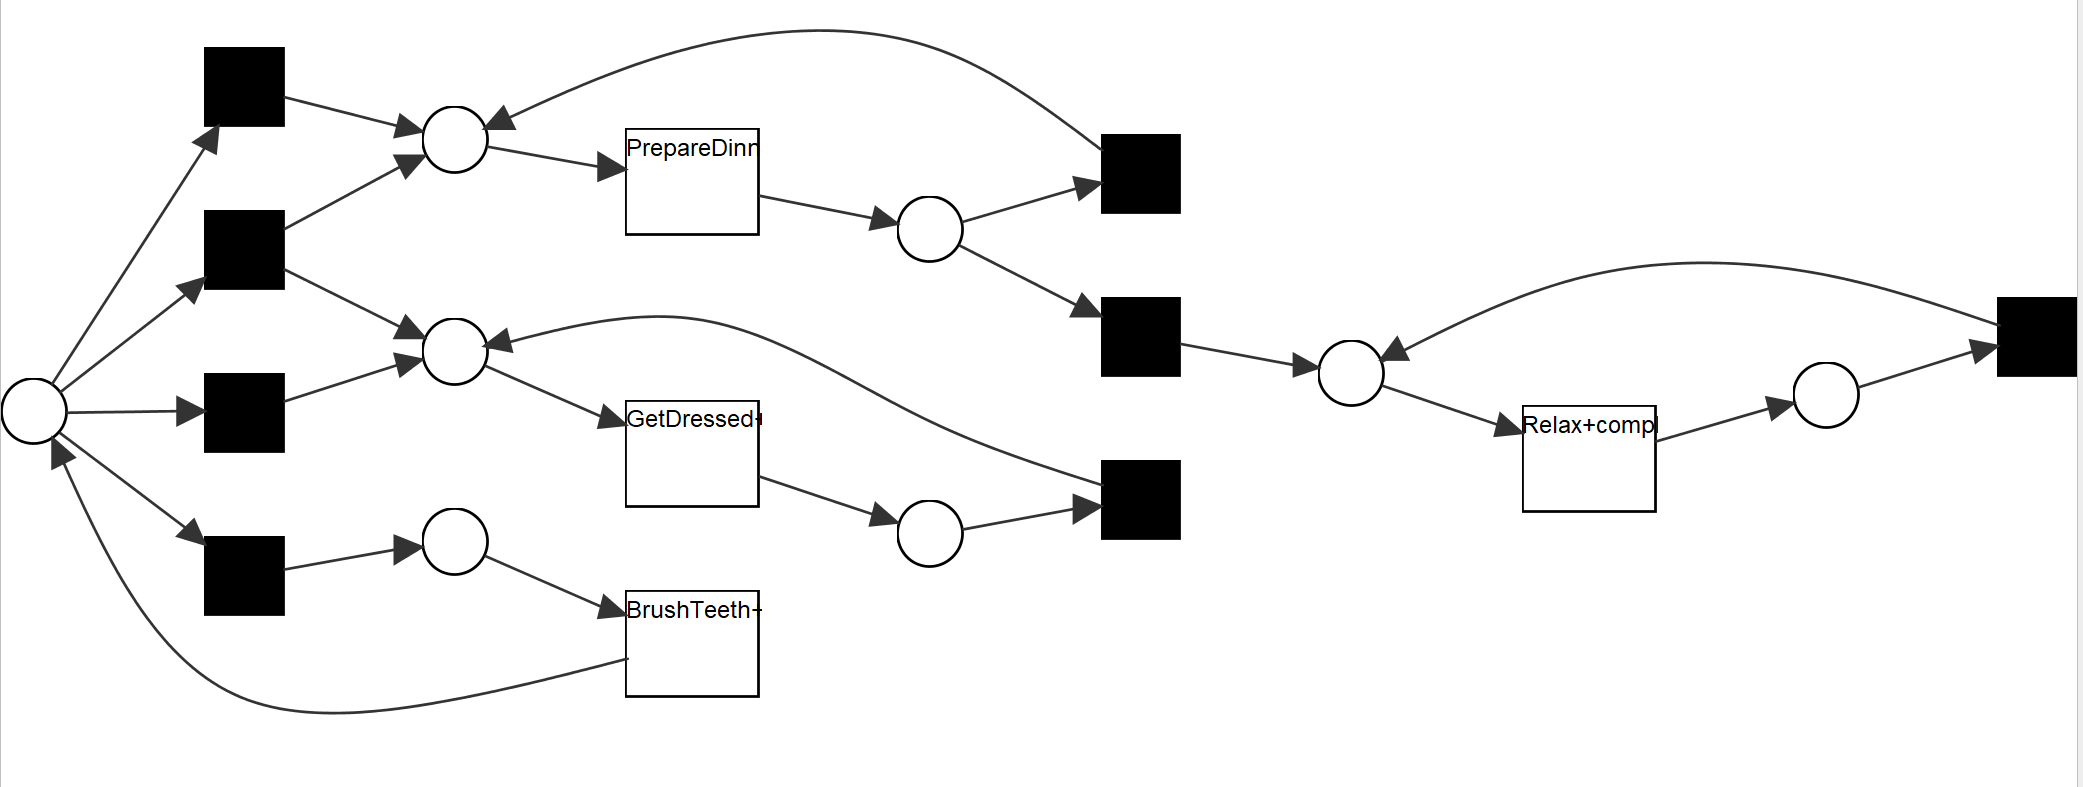 PrepareDinn
GetDressed+
Relax+compl
BrushTeeth+